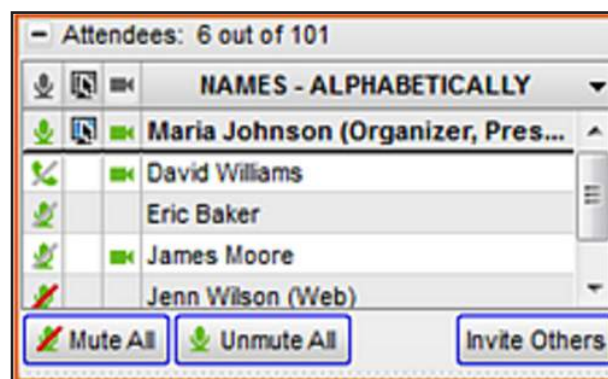 Attendees: 6 out of 101
NAMES - ALPHABETICALLY
Maria Johnson (Organizer, Pres...
David Williams
Eric Baker
James Moore
Jenn Wilson (Web)
Mute All Unmute All Invite Others